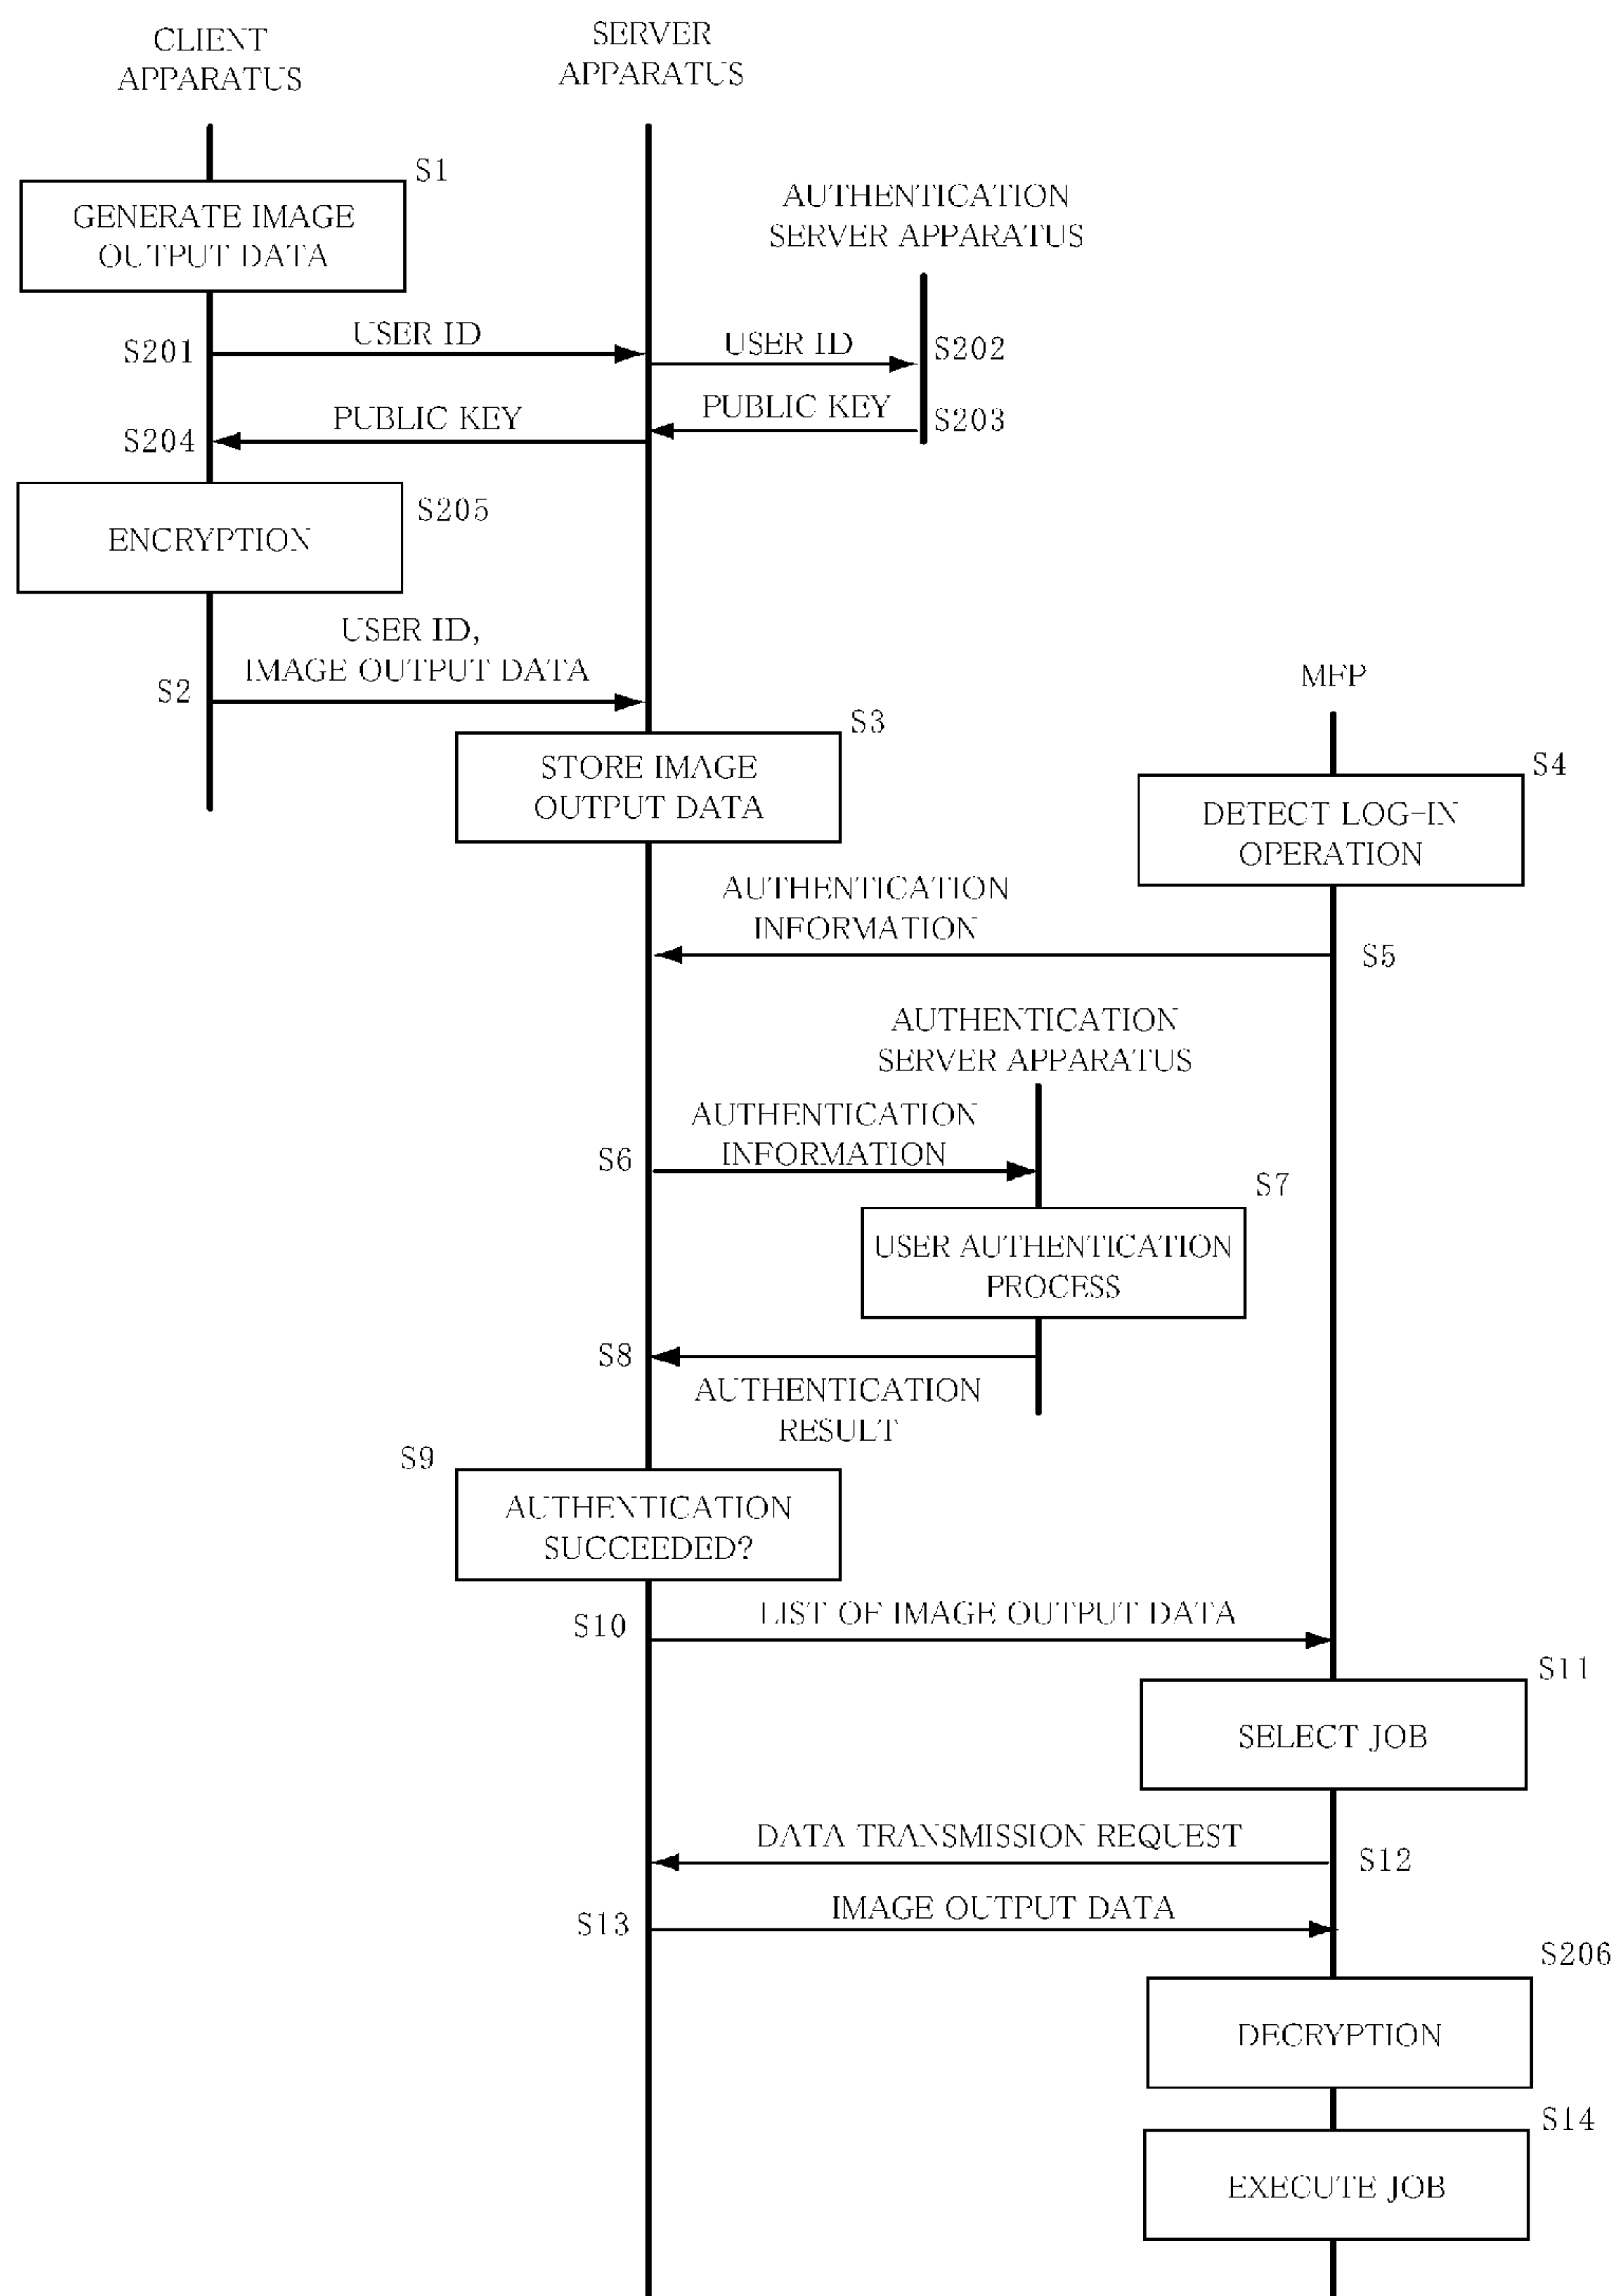 CLIENT
APPARATUS
SERVER
APPARATUS
S1
GENERATE IMAGE
OUTPUT DATA
AUTHENTICATION
SERVER APPARATUS
S201
USER ID
USER ID
S202
PUBLIC KEY
S203
S204
PUBLIC KEY
S205
ENCRYPTION
USER ID,
IMAGE OUTPUT DATA
S2
S3
STORE IMAGE
OUTPUT DATA
MFP
S4
DETECT LOG-IN
OPERATION
AUTHENTICATION
INFORMATION
S5
AUTHENTICATION
SERVER APPARATUS
AUTHENTICATION
INFORMATION
S6
S7
USER AUTHENTICATION
PROCESS
S8
AUTHENTICATION
RESULT
S9
AUTHENTICATION
SUCCEEDED?
S10
LIST OF IMAGE OUTPUT DATA
S11
SELECT JOB
DATA TRANSMISSION REQUEST
S12
S13
IMAGE OUTPUT DATA
S206
DECRYPTION
S14
EXECUTE JOB